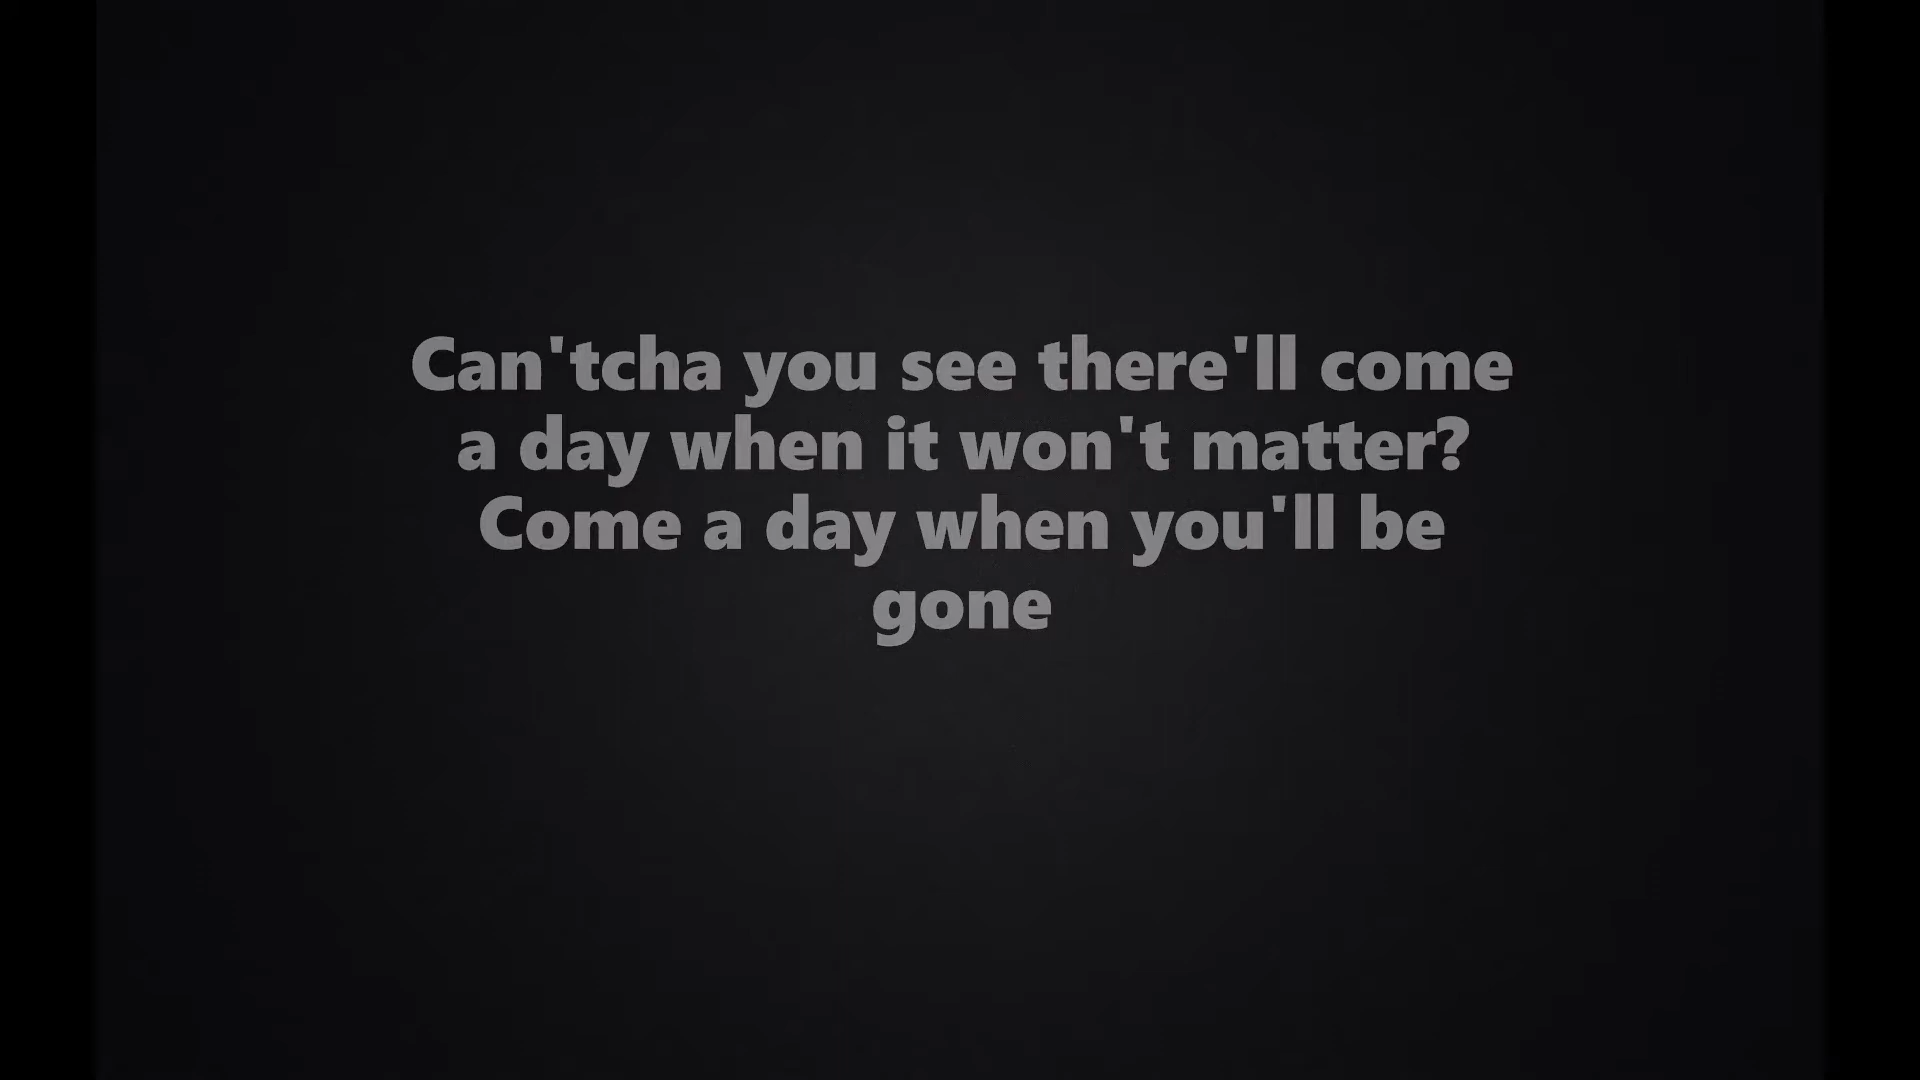 Can'tcha you see there'll come
a day when it won't matter?
Come a day when you'll be
gone